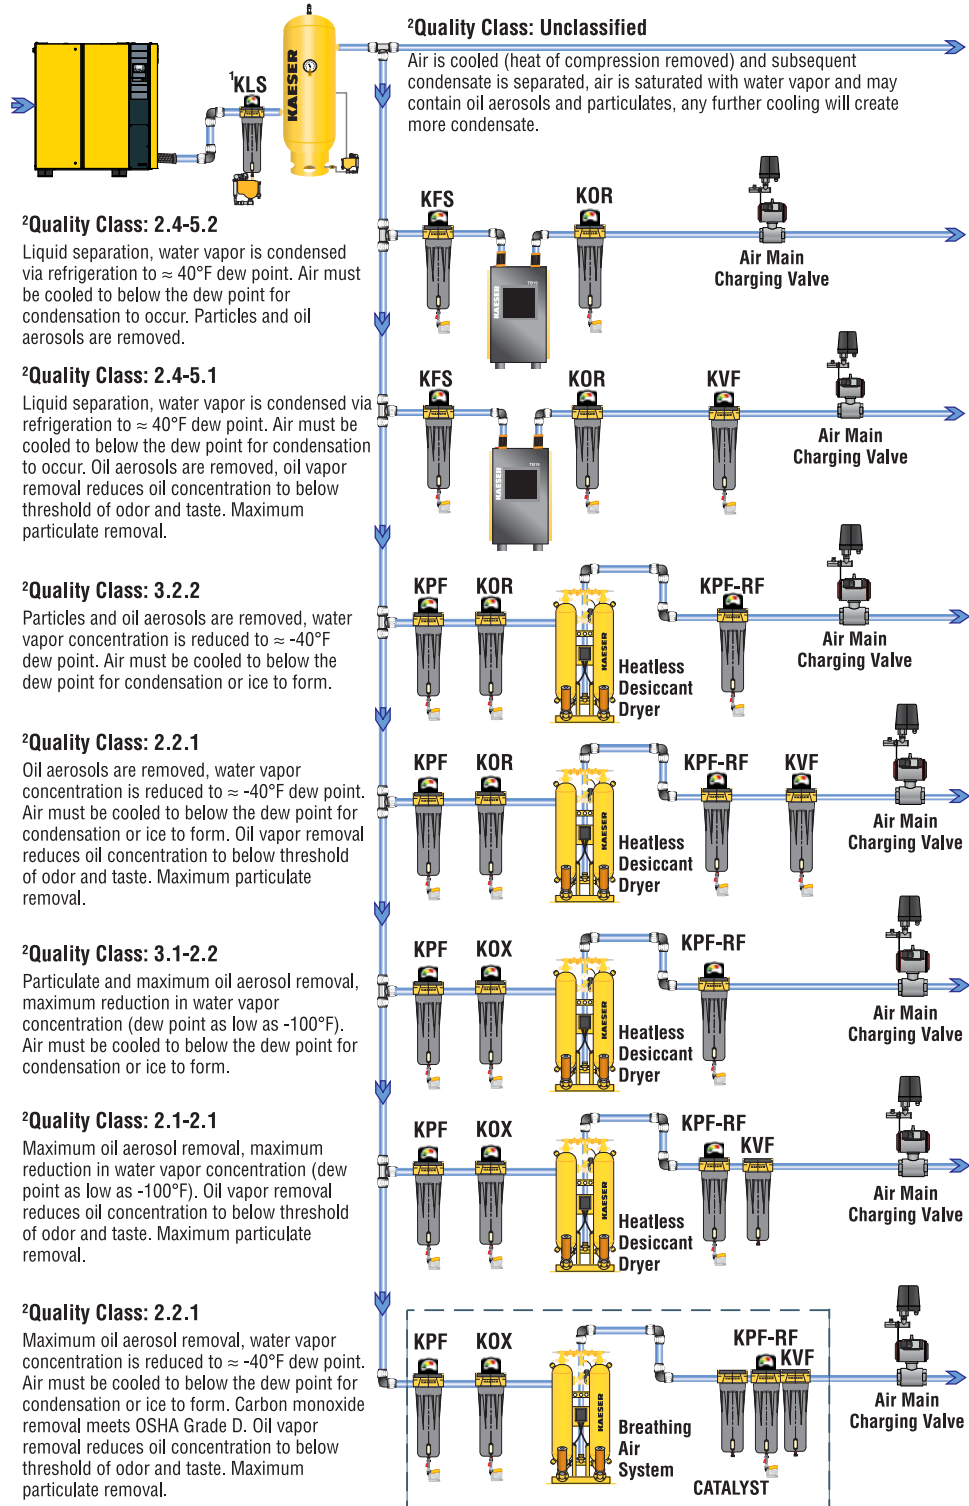 ²Quality Class: Unclassified
Air is cooled (heat of compression removed) and subsequent
condensate is separated, air is saturated with water vapor and may
contain oil aerosols and particulates, any further cooling will create
more condensate.
¹KLS
KAESER
²Quality Class: 2.4-5.2
Liquid separation, water vapor is condensed
via refrigeration to ≈ 40°F dew point. Air must
be cooled to below the dew point for
condensation to occur. Particles and oil
aerosols are removed.
KFS
KOR
KAESER
Air Main
Charging Valve
²Quality Class: 2.4-5.1
Liquid separation, water vapor is condensed via
refrigeration to ≈ 40°F dew point. Air must be
cooled to below the dew point for condensation
to occur. Oil aerosols are removed, oil vapor
removal reduces oil concentration to below
threshold of odor and taste. Maximum
particulate removal.
KFS
KOR
KVF
KAESER
Air Main
Charging Valve
²Quality Class: 3.2.2
Particles and oil aerosols are removed, water
vapor concentration is reduced to ≈ -40°F
dew point. Air must be cooled to below the
dew point for condensation or ice to form.
KPF
KOR
KAESER
Heatless
Desiccant
Dryer
KPF-RF
Air Main
Charging Valve
²Quality Class: 2.2.1
Oil aerosols are removed, water vapor
concentration is reduced to ≈ -40°F dew point.
Air must be cooled to below the dew point for
condensation or ice to form. Oil vapor removal
reduces oil concentration to below threshold
of odor and taste. Maximum particulate
removal.
KPF
KOR
KAESER
Heatless
Desiccant
Dryer
KPF-RF
KVF
Air Main
Charging Valve
²Quality Class: 3.1-2.2
Particulate and maximum oil aerosol removal,
maximum reduction in water vapor
concentration (dew point as low as -100°F).
Air must be cooled to below the dew point for
condensation or ice to form.
KPF
KOX
KAESER
Heatless
Desiccant
Dryer
KPF-RF
Air Main
Charging Valve
²Quality Class: 2.1-2.1
Maximum oil aerosol removal, maximum
reduction in water vapor concentration (dew
point as low as -100°F). Oil vapor removal
reduces oil concentration to below threshold
of odor and taste. Maximum particulate
removal.
KPF
KOX
KAESER
Heatless
Desiccant
Dryer
KPF-RF
KVF
Air Main
Charging Valve
²Quality Class: 2.2.1
Maximum oil aerosol removal, water vapor
concentration is reduced to ≈ -40°F dew point.
Air must be cooled to below the dew point for
condensation or ice to form. Carbon monoxide
removal meets OSHA Grade D. Oil vapor
removal reduces oil concentration to below
threshold of odor and taste. Maximum
particulate removal.
KPF
KOX
KAESER
Breathing
Air
System
KPF-RF
KVF
CATALYST
Air Main
Charging Valve